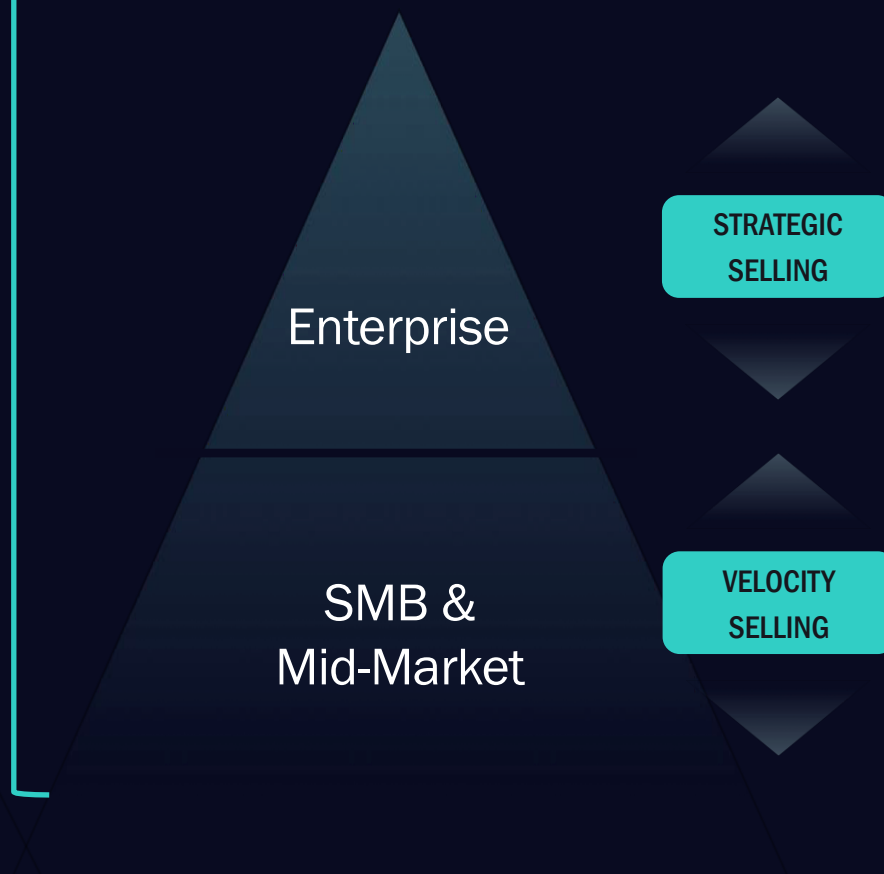 STRATEGIC
SELLING
Enterprise
VELOCITY
SELLING
SMB &
Mid-Market